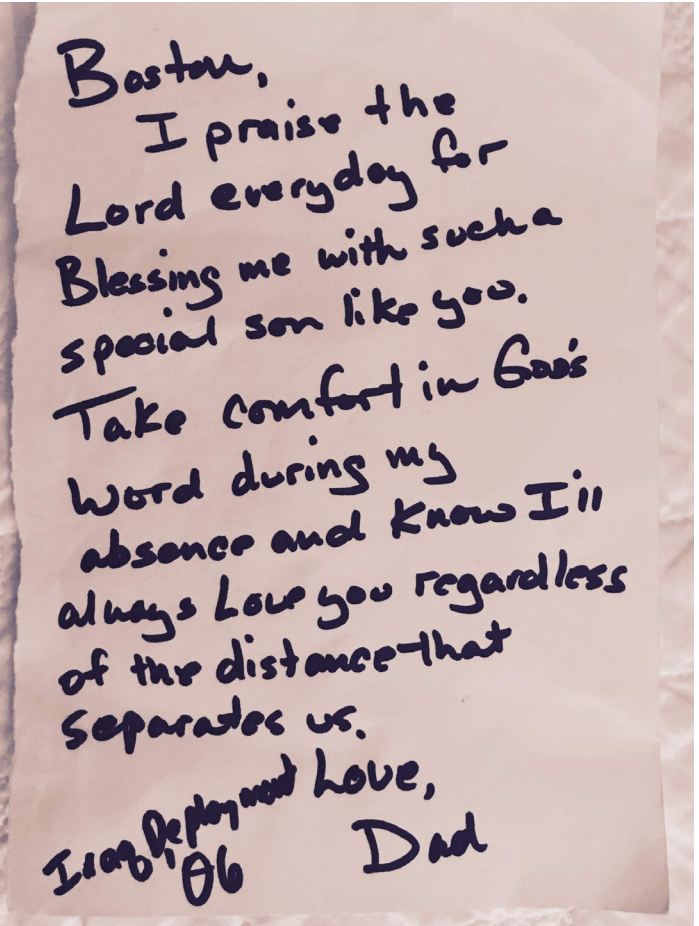 Boston,
I praise the
Lord everyday for
Blessing me with such a
special son like you.
Take comfort in God's
word during my
absence and know I'll
always Love you regardless
of the distance that
separates us.
Love,
Iraq Deployment
06
Dad